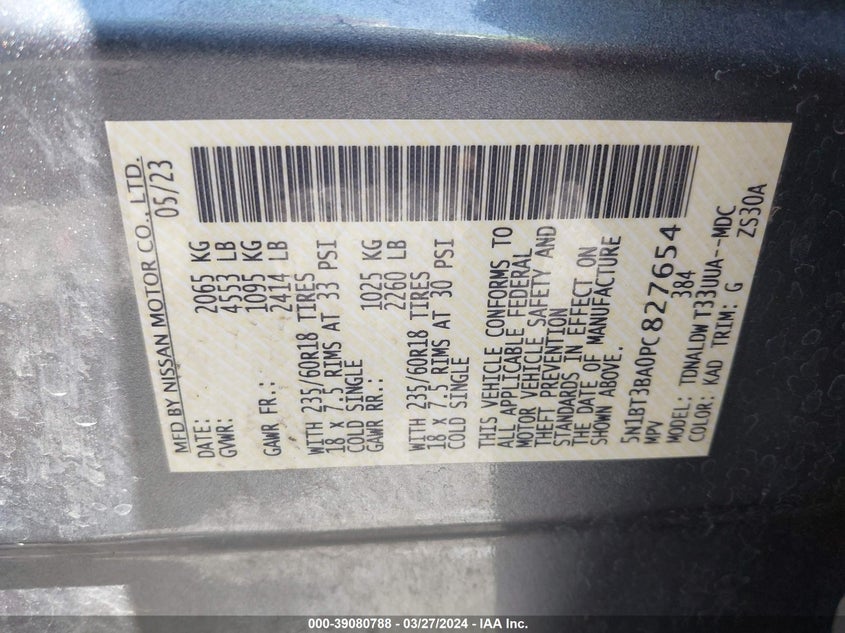 MFD BY NISSAN MOTOR CO., LTD.
DATE: 05/23
GVWR: 2065 KG
4553 LB
GAWR FR.: 1095 KG
2414 LB
WITH 235/60R18 TIRES
18 X 7.5 RIMS AT 33 PSI
COLD SINGLE
GAWR RR.: 1025 KG
2260 LB
WITH 235/60R18 TIRES
18 X 7.5 RIMS AT 30 PSI
COLD SINGLE
THIS VEHICLE CONFORMS TO
ALL APPLICABLE FEDERAL
MOTOR VEHICLE SAFETY AND
THEFT PREVENTION
STANDARDS IN EFFECT ON
THE DATE OF MANUFACTURE
SHOWN ABOVE.
5N1BT3BA0PC827654
MPV 384
MODEL: TDNALDW T33UUA--MDC
COLOR: KAD TRIM: G ZS30A
000-39080788 - 03/27/2024 - IAA Inc.